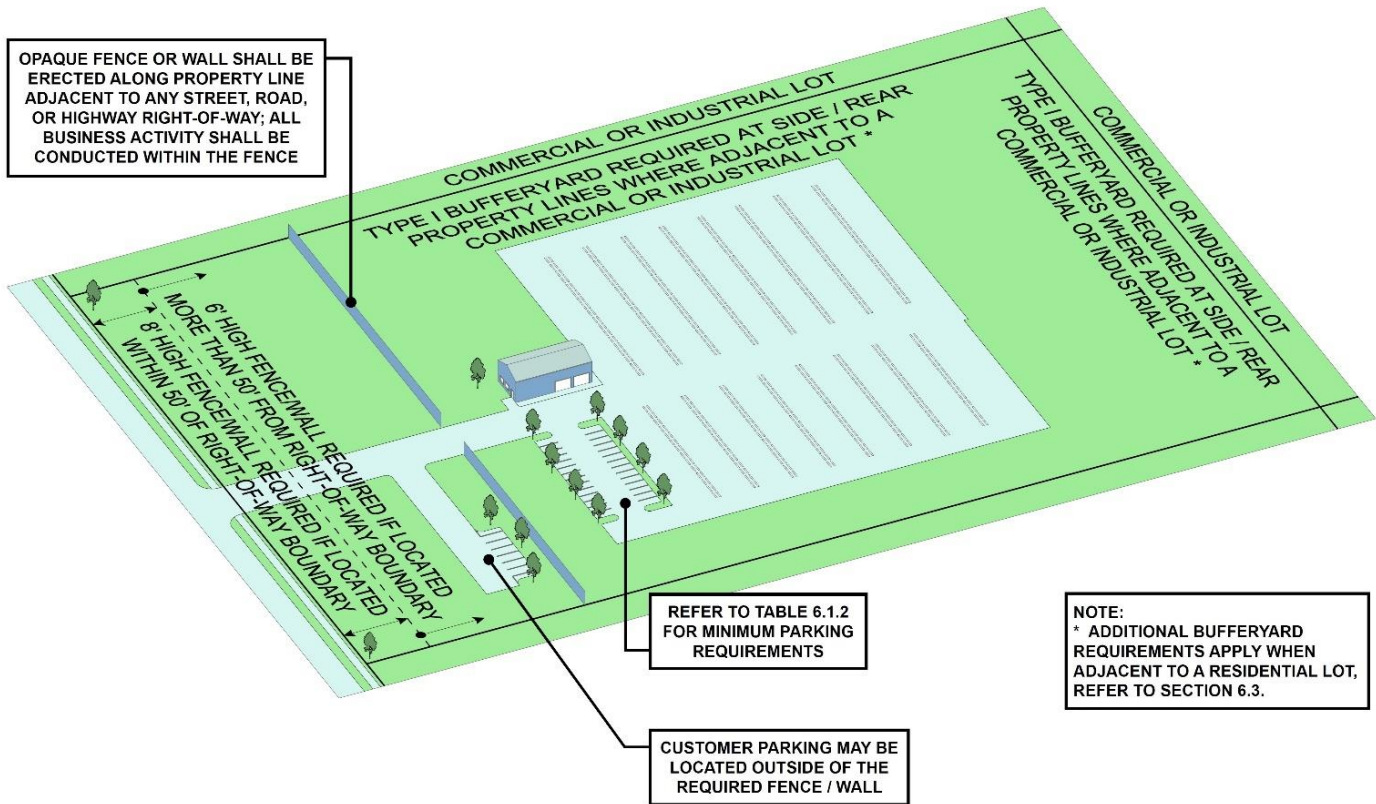 OPAQUE FENCE OR WALL SHALL BE
ERECTED ALONG PROPERTY LINE
ADJACENT TO ANY STREET, ROAD,
OR HIGHWAY RIGHT-OF-WAY; ALL
BUSINESS ACTIVITY SHALL BE
CONDUCTED WITHIN THE FENCE
COMMERCIAL OR INDUSTRIAL LOT
TYPE I BUFFERYARD REQUIRED AT SIDE / REAR
PROPERTY LINES WHERE ADJACENT TO A
COMMERCIAL OR INDUSTRIAL LOT *
COMMERCIAL OR INDUSTRIAL LOT
TYPE I BUFFERYARD REQUIRED AT SIDE / REAR
PROPERTY LINES WHERE ADJACENT TO A
COMMERCIAL OR INDUSTRIAL LOT *
6' HIGH FENCE/WALL REQUIRED IF LOCATED
MORE THAN 50' FROM RIGHT-OF-WAY BOUNDARY
8' HIGH FENCE/WALL REQUIRED IF LOCATED
WITHIN 50' OF RIGHT-OF-WAY BOUNDARY
REFER TO TABLE 6.1.2
FOR MINIMUM PARKING
REQUIREMENTS
NOTE:
* ADDITIONAL BUFFERYARD
REQUIREMENTS APPLY WHEN
ADJACENT TO A RESIDENTIAL LOT,
REFER TO SECTION 6.3.
CUSTOMER PARKING MAY BE
LOCATED OUTSIDE OF THE
REQUIRED FENCE / WALL